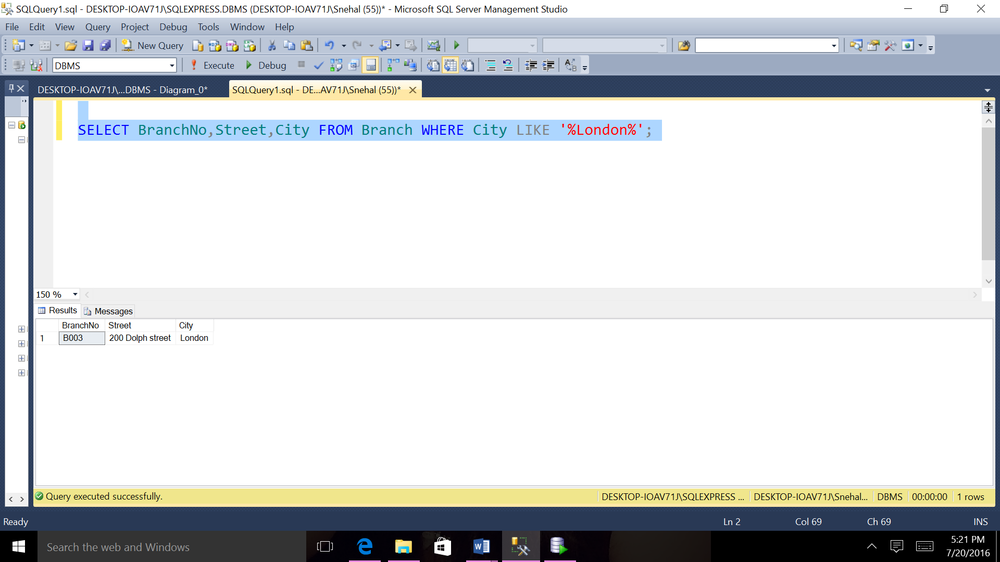 SQLQuery1.sql - DESKTOP-IOAV71J\SQLEXPRESS.DBMS (DESKTOP-IOAV71J\Snehal (55))* - Microsoft SQL Server Management Studio
File Edit View Query Project Debug Tools Window Help
New Query
DBMS Execute Debug
DESKTOP-IOAV71J\...DBMS - Diagram_0* SQLQuery1.sql - DE...AV71J\Snehal (55))*
SELECT BranchNo,Street,City FROM Branch WHERE City LIKE '%London%';
150 %
Results Messages
BranchNo Street City
1 B003 200 Dolph street London
Query executed successfully. DESKTOP-IOAV71J\SQLEXPRESS ... DESKTOP-IOAV71J\Snehal... DBMS 00:00:00 1 rows
Ready Ln 2 Col 69 Ch 69 INS
Search the web and Windows
5:21 PM
7/20/2016